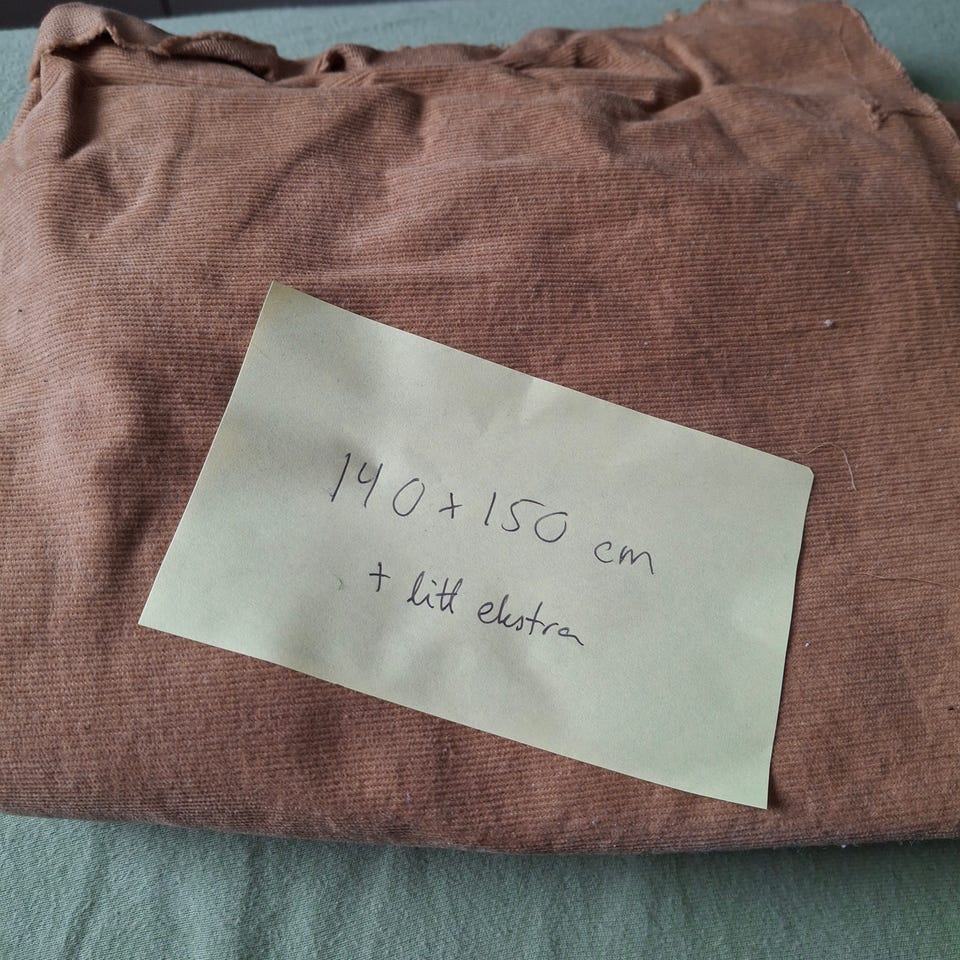 140 x 150 cm
+ litt ekstra